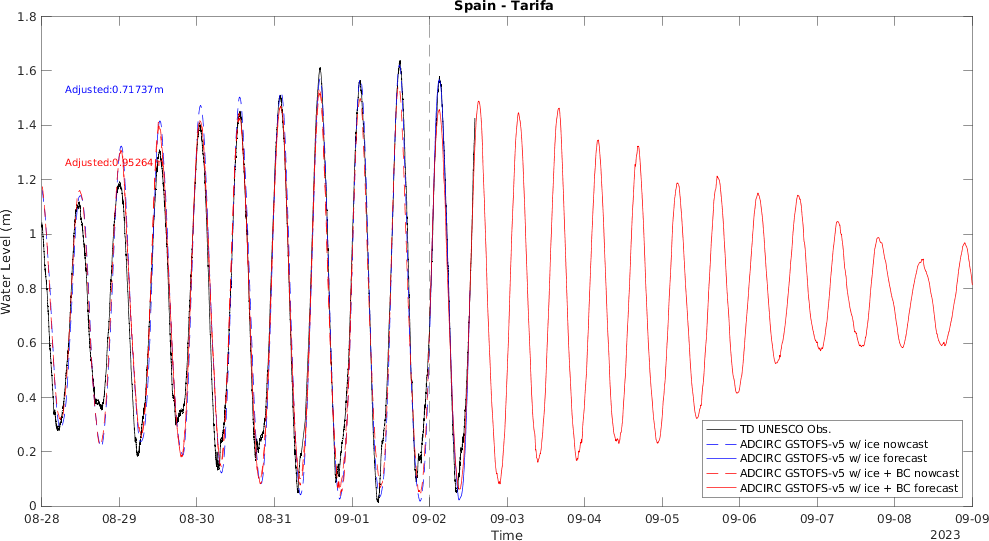 Spain - Tarifa
1.8
1.6
1.4
1.2
1
0.8
0.6
0.4
0.2
0
Water Level (m)
Adjusted:0.71737m
Adjusted:0.95264
TD UNESCO Obs.
ADCIRC GSTOFS-v5 w/ ice nowcast
ADCIRC GSTOFS-v5 w/ ice forecast
ADCIRC GSTOFS-v5 w/ ice + BC nowcast
ADCIRC GSTOFS-v5 w/ ice + BC forecast
08-28 08-29 08-30 08-31 09-01 09-02 09-03 09-04 09-05 09-06 09-07 09-08 09-09
Time
2023